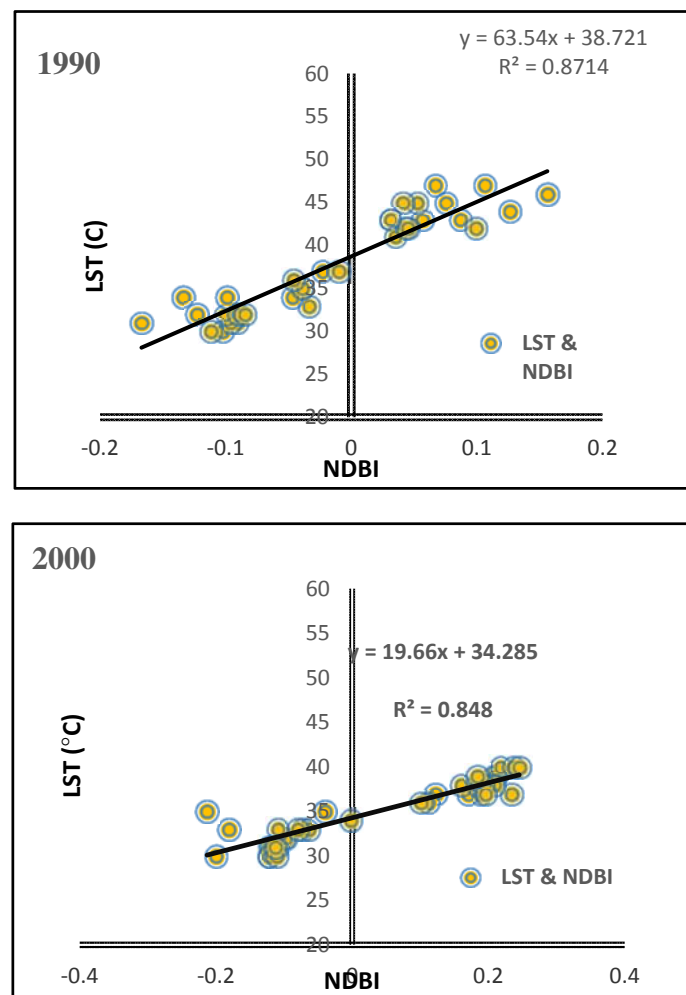 1990
y = 63.54x + 38.721
R² = 0.8714
60
55
50
45
40
35
30
25
20
LST (C)
LST &
NDBI
-0.2 -0.1 0 0.1 0.2
NDBI
2000
60
55
50
45
40
35
30
25
20
y = 19.66x + 34.285
R² = 0.848
LST (°C)
LST & NDBI
-0.4 -0.2 0 0.2 0.4
NDBI